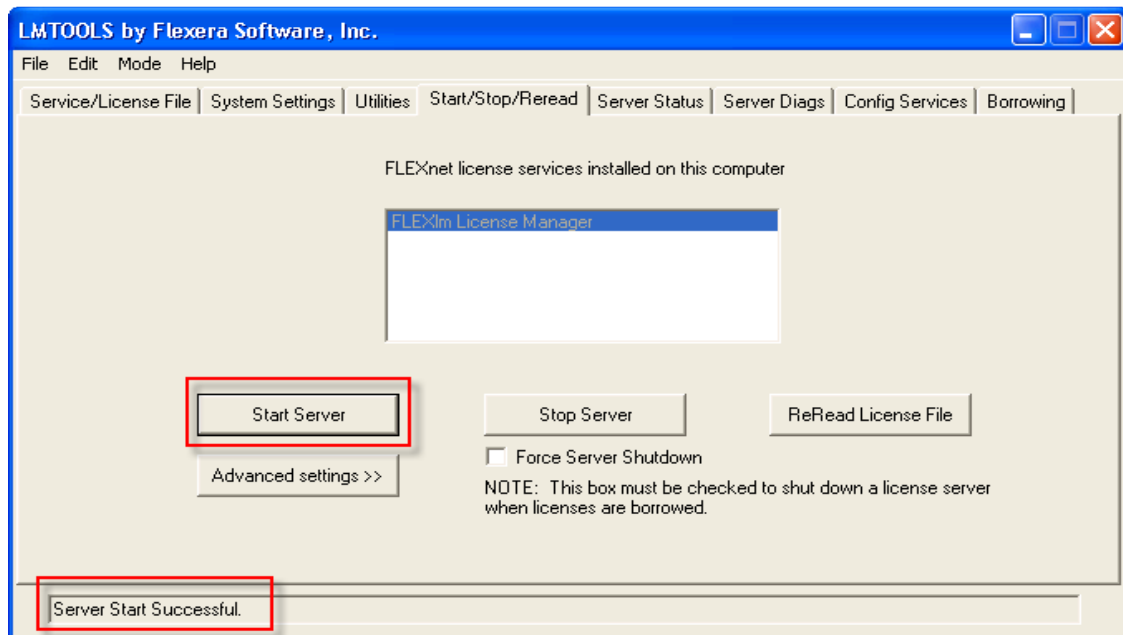 LMTOOLS by Flexera Software, Inc.
File Edit Mode Help
Service/License File System Settings Utilities Start/Stop/Reread Server Status Server Diags Config Services Borrowing
FLEXnet license services installed on this computer
FLEXlm License Manager
Start Server Stop Server ReRead License File
Force Server Shutdown
Advanced settings >>
NOTE: This box must be checked to shut down a license server
when licenses are borrowed.
Server Start Successful.